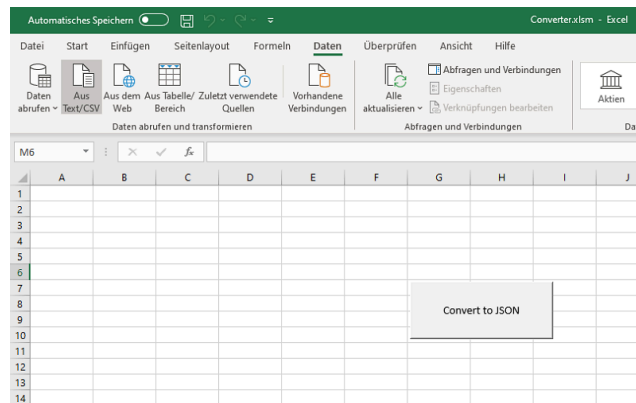 Automatisches Speichern
Converter.xlsm - Excel
Datei Start Einfügen Seitenlayout Formeln Daten Überprüfen Ansicht Hilfe
Daten abrufen
Aus Text/CSV
Aus dem Web
Aus Tabelle/ Bereich
Zuletzt verwendete Quellen
Vorhandene Verbindungen
Alle aktualisieren
Abfragen und Verbindungen
Eigenschaften
Verknüpfungen bearbeiten
Aktien
Daten abrufen und transformieren
Abfragen und Verbindungen
Da
M6
fx
A B C D E F G H I J
1
2
3
4
5
6
7
8
Convert to JSON
9
10
11
12
13
14